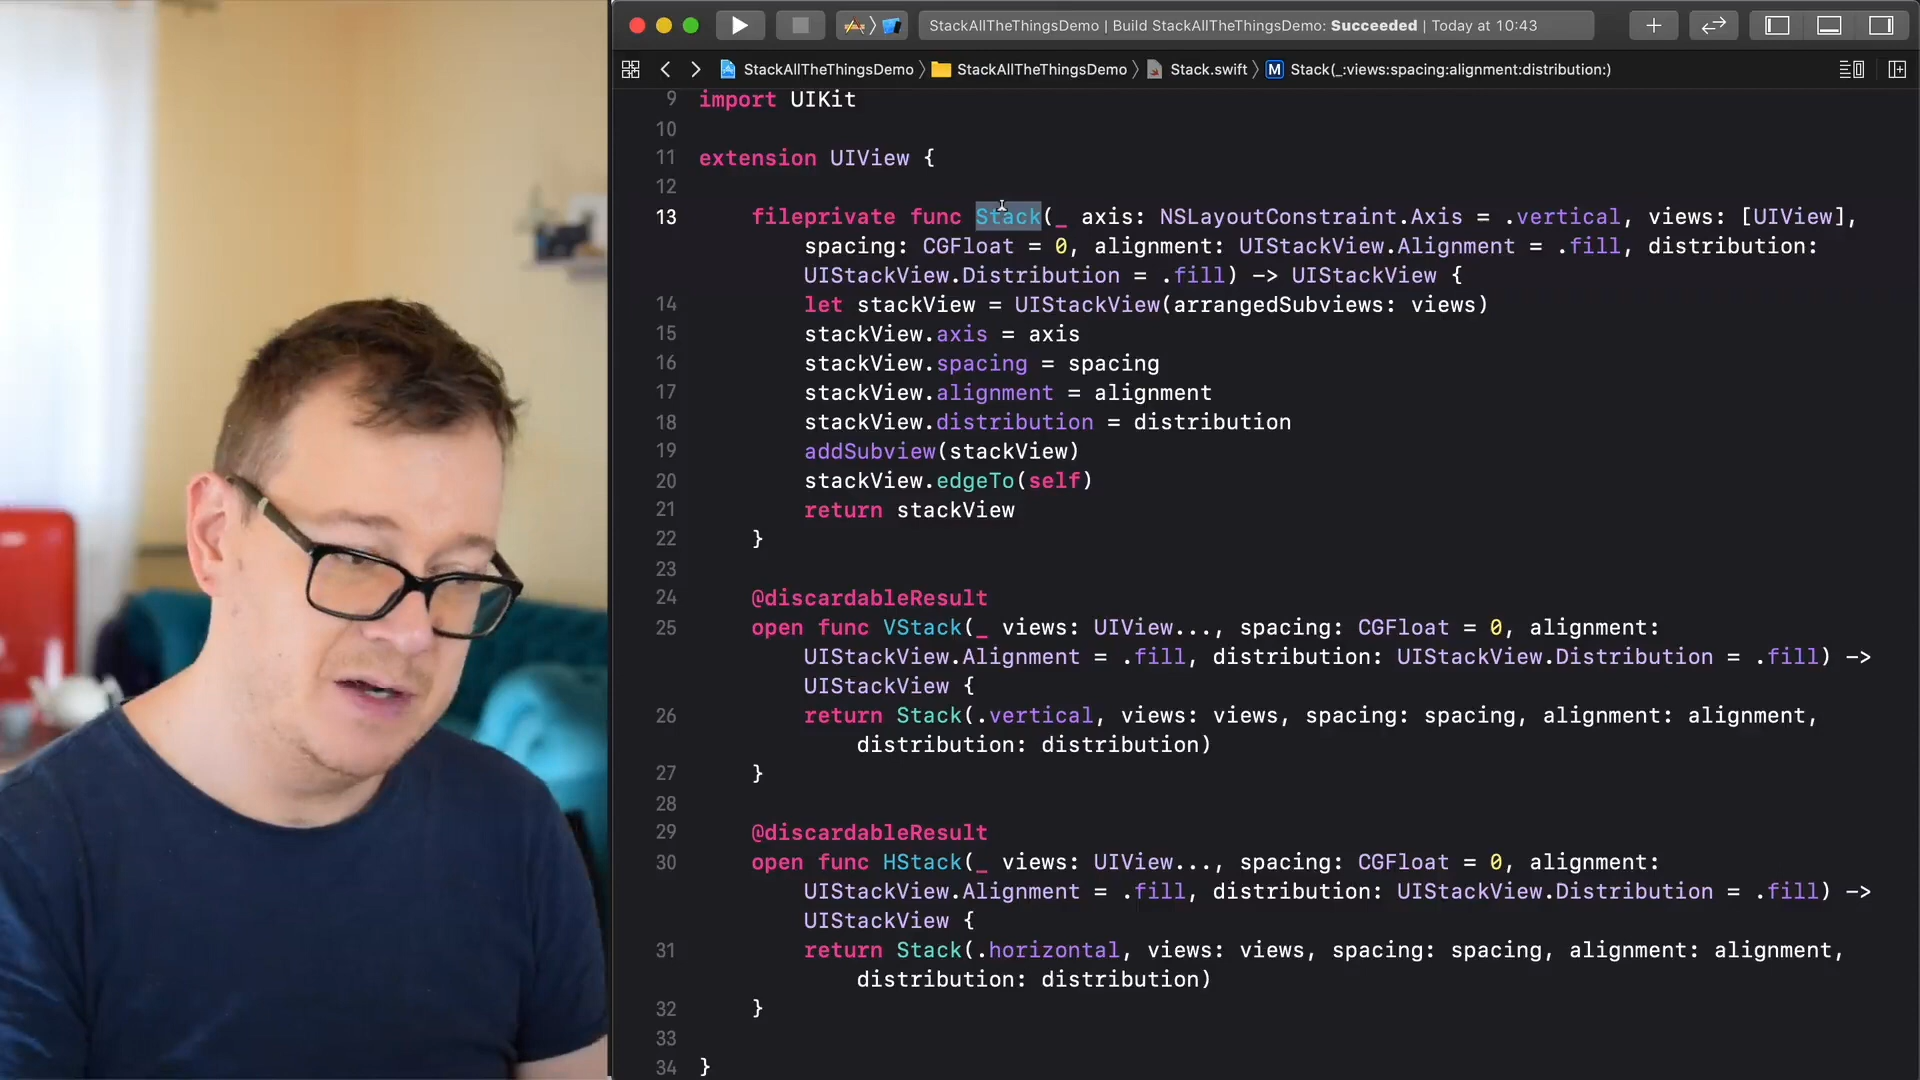 StackAllTheThingsDemo | Build StackAllTheThingsDemo: Succeeded | Today at 10:43
StackAllTheThingsDemo StackAllTheThingsDemo Stack.swift M Stack(_:views:spacing:alignment:distribution:)
9 import UIKit
10
11 extension UIView {
12
13 fileprivate func Stack(_ axis: NSLayoutConstraint.Axis = .vertical, views: [UIView],
spacing: CGFloat = 0, alignment: UIStackView.Alignment = .fill, distribution:
UIStackView.Distribution = .fill) -> UIStackView {
14 let stackView = UIStackView(arrangedSubviews: views)
15 stackView.axis = axis
16 stackView.spacing = spacing
17 stackView.alignment = alignment
18 stackView.distribution = distribution
19 addSubview(stackView)
20 stackView.edgeTo(self)
21 return stackView
22 }
23
24 @discardableResult
25 open func VStack(_ views: UIView..., spacing: CGFloat = 0, alignment:
UIStackView.Alignment = .fill, distribution: UIStackView.Distribution = .fill) ->
UIStackView {
26 return Stack(.vertical, views: views, spacing: spacing, alignment: alignment,
distribution: distribution)
27 }
28
29 @discardableResult
30 open func HStack(_ views: UIView..., spacing: CGFloat = 0, alignment:
UIStackView.Alignment = .fill, distribution: UIStackView.Distribution = .fill) ->
UIStackView {
31 return Stack(.horizontal, views: views, spacing: spacing, alignment: alignment,
distribution: distribution)
32 }
33
34 }